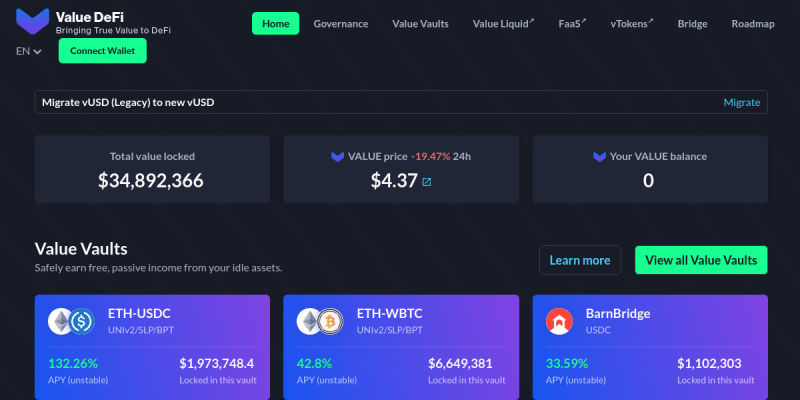 Value DeFi
Bringing True Value to DeFi
Home
Governance
Value Vaults
Value Liquid
FaaS
vTokens
Bridge
Roadmap
EN
Connect Wallet
Migrate vUSD (Legacy) to new vUSD
Migrate
Total value locked
$34,892,366
VALUE price -19.47% 24h
$4.37
Your VALUE balance
0
Value Vaults
Safely earn free, passive income from your idle assets.
Learn more
View all Value Vaults
ETH-USDC
UNIv2/SLP/BPT
132.26%
APY (unstable)
$1,973,748.4
Locked in this vault
ETH-WBTC
UNIv2/SLP/BPT
42.8%
APY (unstable)
$6,649,381
Locked in this vault
BarnBridge
USDC
33.59%
APY (unstable)
$1,102,303
Locked in this vault